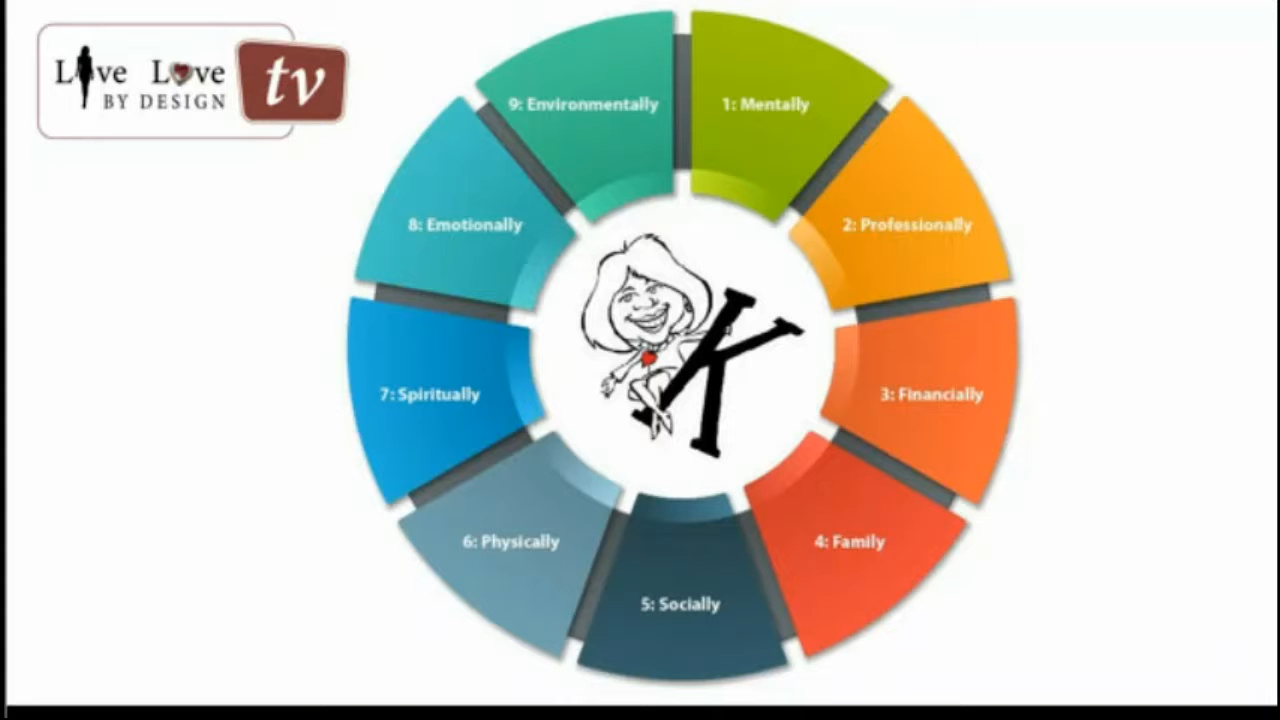 Live Love
BY DESIGN
tv
1: Mentally
2: Professionally
3: Financially
4: Family
5: Socially
6: Physically
7: Spiritually
8: Emotionally
9: Environmentally
K